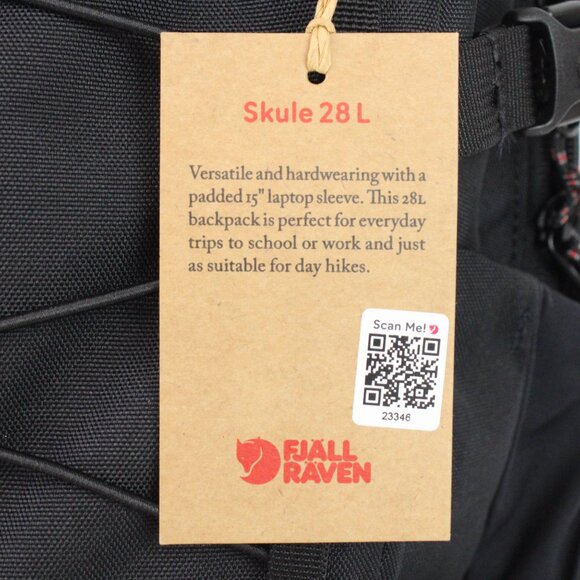 Skule 28 L
Versatile and hardwearing with a
padded 15" laptop sleeve. This 28L
backpack is perfect for everyday
trips to school or work and just
as suitable for day hikes.
Scan Me!
23346
FJÄLL
RÄVEN